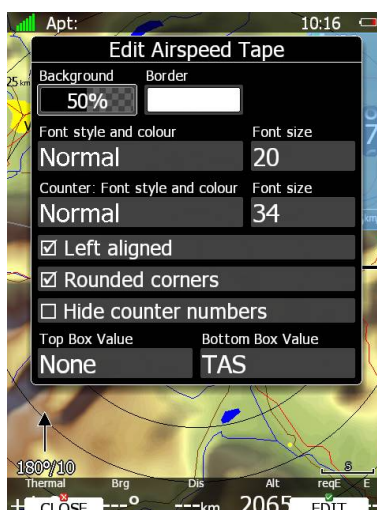 Apt: 10:16
Edit Airspeed Tape
Background Border
50%
Font style and colour Font size
Normal 20
Counter: Font style and colour Font size
Normal 34
Left aligned
Rounded corners
Hide counter numbers
Top Box Value Bottom Box Value
None TAS
180°/10 5
Thermal Brg Dis Alt reqE E
CLOSE ---° ---km 2065 EDIT